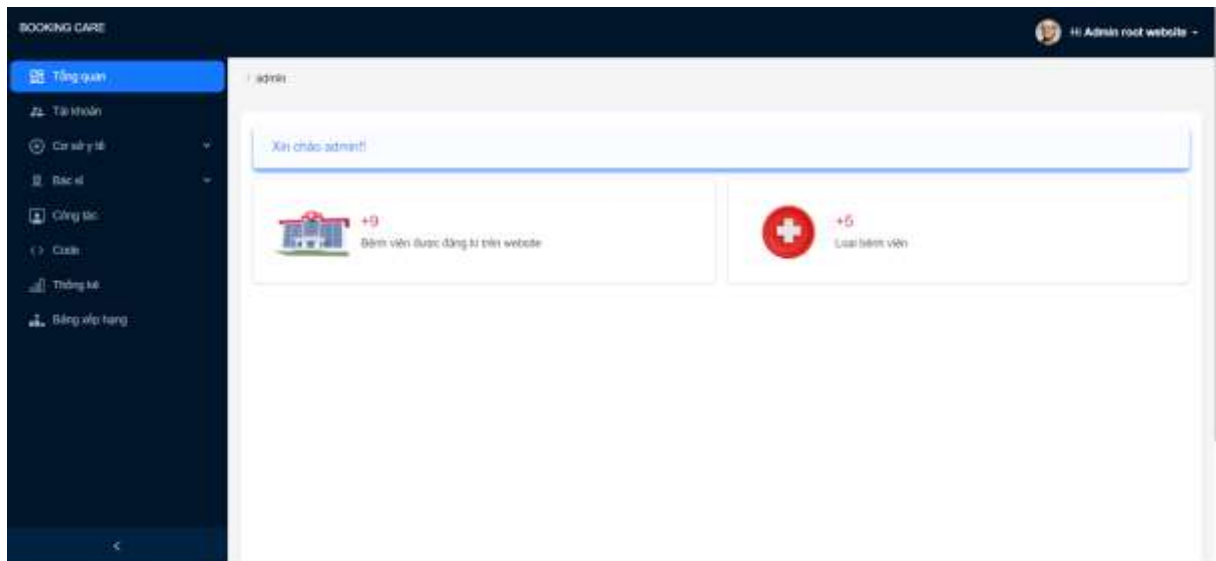 BOOKING CARE
Hi Admin root website
Tổng quan
/ admin
Tài khoản
Cơ sở y tế
Bác sĩ
Công tác
Code
Thống kê
Bảng xếp hạng
Xin chào admin!!
+9
Bệnh viện được đăng kí trên website
+5
Loại bệnh viện